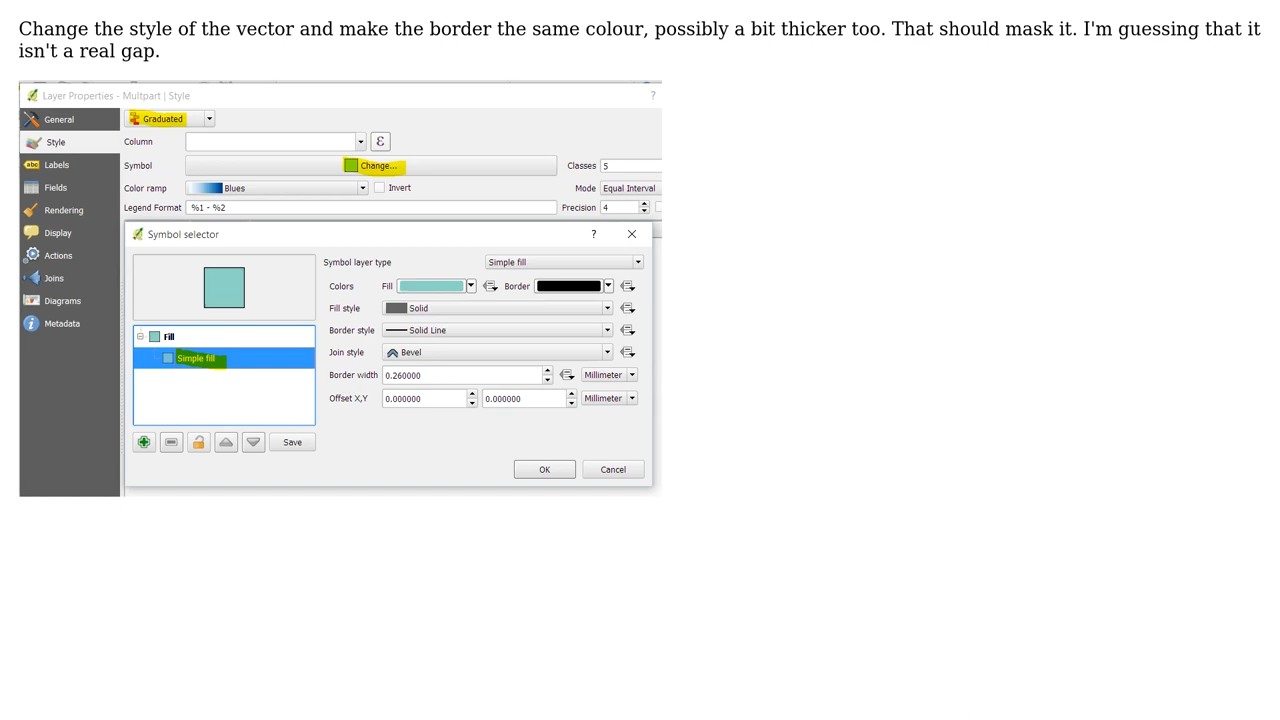 Change the style of the vector and make the border the same colour, possibly a bit thicker too. That should mask it. I'm guessing that it
isn't a real gap.
Layer Properties - Multpart | Style ?
General
Graduated
Style
Column ε
Labels
Symbol Change... Classes 5
Fields
Color ramp Blues Invert Mode Equal Interval
Rendering
Legend Format %1 - %2 Precision 4
Display
Symbol selector ?
Actions
Symbol layer type Simple fill
Joins
Colors Fill Border
Diagrams
Fill style Solid
Metadata
Border style Solid Line
Fill
Join style Bevel
Simple fill
Border width 0.260000 Millimeter
Offset X,Y 0.000000 0.000000 Millimeter
Save
OK Cancel